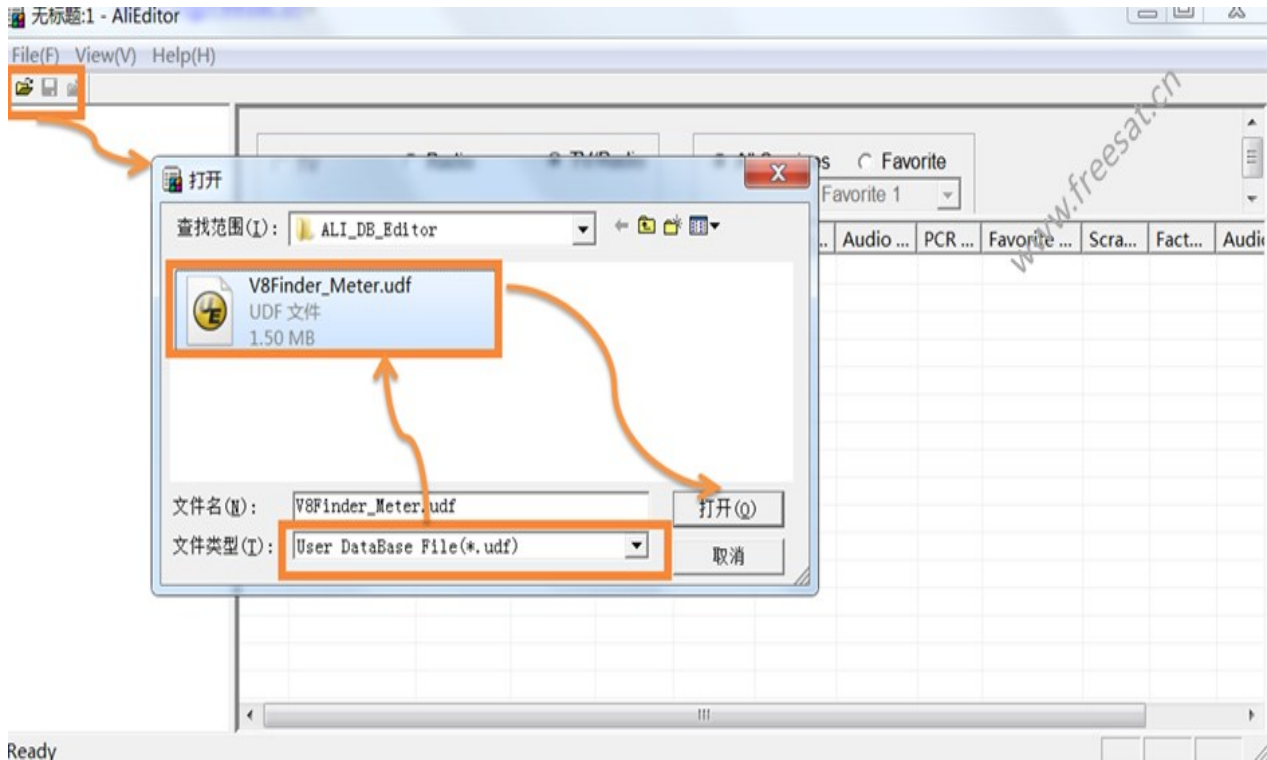 无标题:1 - AliEditor
File(F) View(V) Help(H)
www.freesat.cn
Favorite
Favorite 1
打开
查找范围(I): ALI_DB_Editor
Audio ... PCR ... Favorite ... Scra... Fact... Audi
V8Finder_Meter.udf
UDF 文件
1.50 MB
文件名(N): V8Finder_Meter.udf 打开(O)
文件类型(T): User DataBase File(*.udf) 取消
Ready